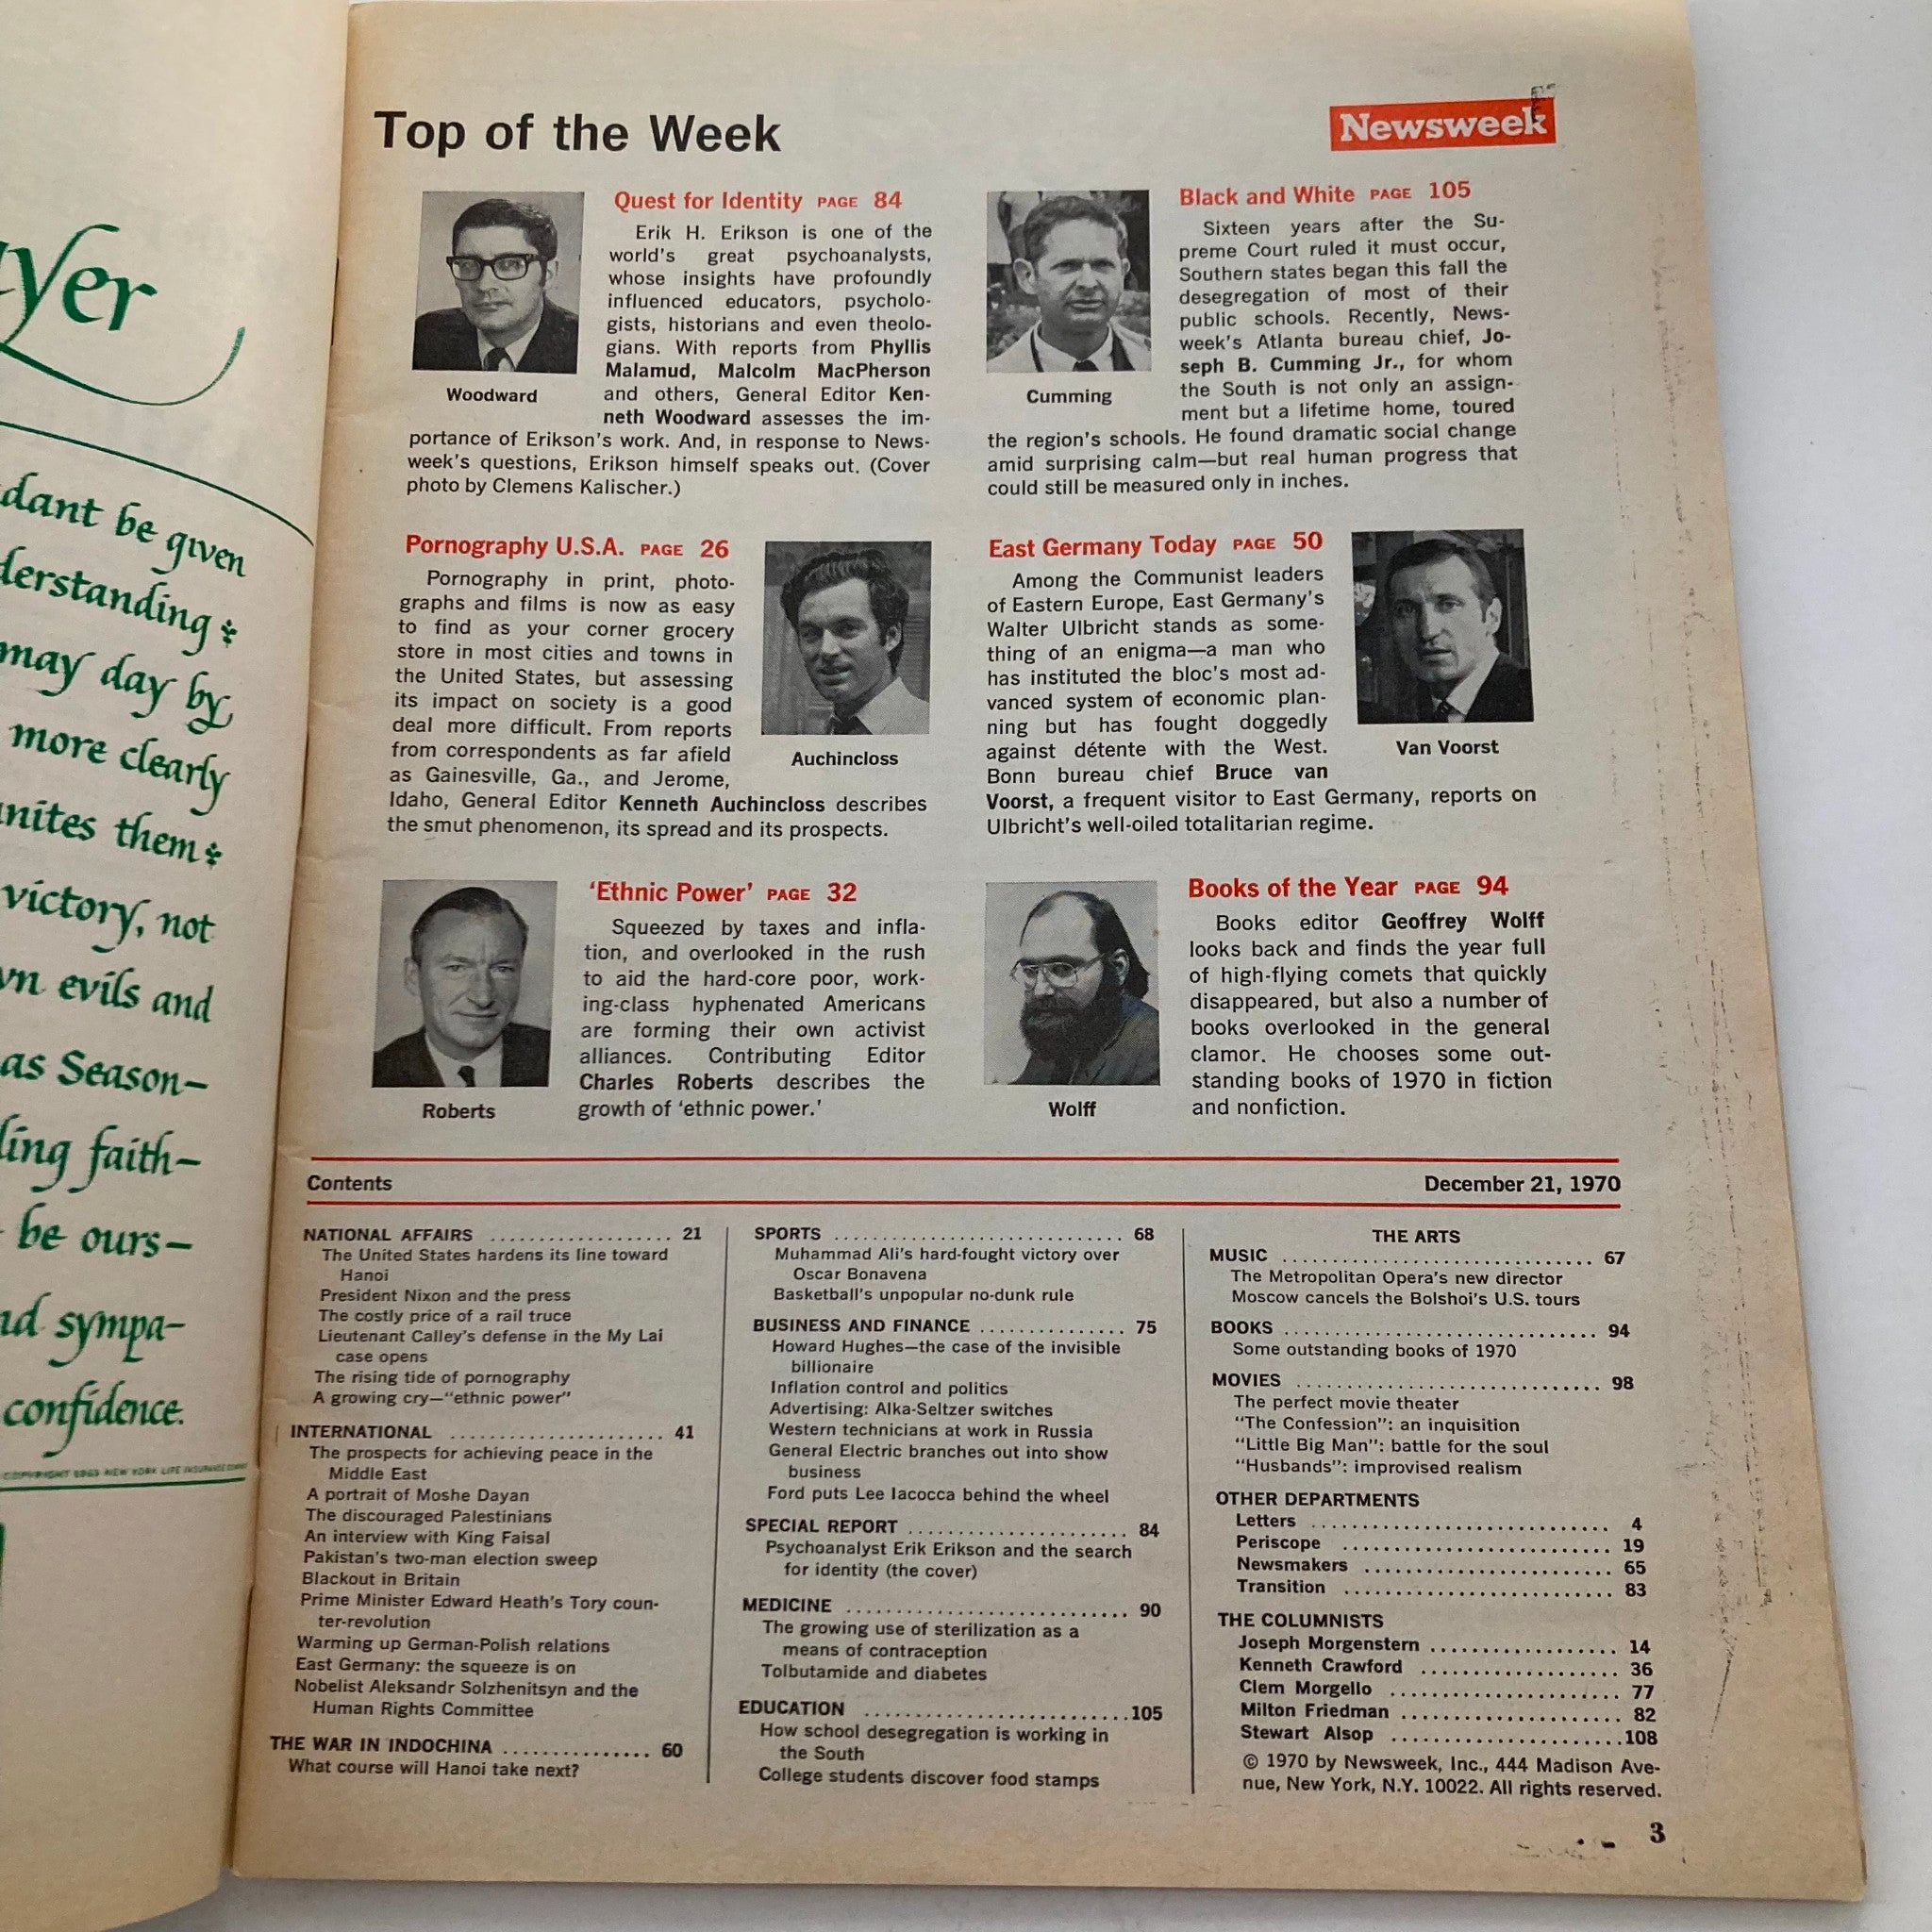 yer
dant be given
derstanding
may day by
more clearly
nites them
victory, not
evils and
as Season–
ling faith–
be ours–
sympa–
confidence.
COPYRIGHT 1969 NEW YORK LIFE INSURANCE
Top of the Week
Newsweek
Quest for Identity PAGE 84
Erik H. Erikson is one of the
world's great psychoanalysts,
whose insights have profoundly
influenced educators, psycholo-
gists, historians and even theolo-
gians. With reports from Phyllis
Malamud, Malcolm MacPherson
and others, General Editor Ken-
neth Woodward assesses the im-
portance of Erikson's work. And, in response to News-
week's questions, Erikson himself speaks out. (Cover
photo by Clemens Kalischer.)
Woodward
Pornography U.S.A. PAGE 26
Pornography in print, photo-
graphs and films is now as easy
to find as your corner grocery
store in most cities and towns in
the United States, but assessing
its impact on society is a good
deal more difficult. From reports
from correspondents as far afield
as Gainesville, Ga., and Jerome,
Idaho, General Editor Kenneth Auchincloss describes
the smut phenomenon, its spread and its prospects.
Auchincloss
'Ethnic Power' PAGE 32
Squeezed by taxes and infla-
tion, and overlooked in the rush
to aid the hard-core poor, work-
ing-class hyphenated Americans
are forming their own activist
alliances. Contributing Editor
Charles Roberts describes the
growth of 'ethnic power.'
Roberts
Black and White PAGE 105
Sixteen years after the Su-
preme Court ruled it must occur,
Southern states began this fall the
desegregation of most of their
public schools. Recently, News-
week's Atlanta bureau chief, Jo-
seph B. Cumming Jr., for whom
the South is not only an assign-
ment but a lifetime home, toured
the region's schools. He found dramatic social change
amid surprising calm—but real human progress that
could still be measured only in inches.
Cumming
East Germany Today PAGE 50
Among the Communist leaders
of Eastern Europe, East Germany's
Walter Ulbricht stands as some-
thing of an enigma—a man who
has instituted the bloc's most ad-
vanced system of economic plan-
ning but has fought doggedly
against détente with the West.
Bonn bureau chief Bruce van
Voorst, a frequent visitor to East Germany, reports on
Ulbricht's well-oiled totalitarian regime.
Van Voorst
Books of the Year PAGE 94
Books editor Geoffrey Wolff
looks back and finds the year full
of high-flying comets that quickly
disappeared, but also a number of
books overlooked in the general
clamor. He chooses some out-
standing books of 1970 in fiction
and nonfiction.
Wolff
Contents December 21, 1970
NATIONAL AFFAIRS .................. 21
The United States hardens its line toward
Hanoi
President Nixon and the press
The costly price of a rail truce
Lieutenant Calley's defense in the My Lai
case opens
The rising tide of pornography
A growing cry—"ethnic power"
INTERNATIONAL ...................... 41
The prospects for achieving peace in the
Middle East
A portrait of Moshe Dayan
The discouraged Palestinians
An interview with King Faisal
Pakistan's two-man election sweep
Blackout in Britain
Prime Minister Edward Heath's Tory coun-
ter-revolution
Warming up German-Polish relations
East Germany: the squeeze is on
Nobelist Aleksandr Solzhenitsyn and the
Human Rights Committee
THE WAR IN INDOCHINA ............... 60
What course will Hanoi take next?
SPORTS ............................. 68
Muhammad Ali's hard-fought victory over
Oscar Bonavena
Basketball's unpopular no-dunk rule
BUSINESS AND FINANCE ............... 75
Howard Hughes—the case of the invisible
billionaire
Inflation control and politics
Advertising: Alka-Seltzer switches
Western technicians at work in Russia
General Electric branches out into show
business
Ford puts Lee Iacocca behind the wheel
SPECIAL REPORT ...................... 84
Psychoanalyst Erik Erikson and the search
for identity (the cover)
MEDICINE ............................ 90
The growing use of sterilization as a
means of contraception
Tolbutamide and diabetes
EDUCATION ..........................105
How school desegregation is working in
the South
College students discover food stamps
THE ARTS
MUSIC ............................... 67
The Metropolitan Opera's new director
Moscow cancels the Bolshoi's U.S. tours
BOOKS ............................... 94
Some outstanding books of 1970
MOVIES .............................. 98
The perfect movie theater
"The Confession": an inquisition
"Little Big Man": battle for the soul
"Husbands": improvised realism
OTHER DEPARTMENTS
Letters .............................. 4
Periscope ........................... 19
Newsmakers ......................... 65
Transition ........................... 83
THE COLUMNISTS
Joseph Morgenstern .................. 14
Kenneth Crawford .................... 36
Clem Morgello ....................... 77
Milton Friedman ..................... 82
Stewart Alsop .......................108
© 1970 by Newsweek, Inc., 444 Madison Ave-
nue, New York, N.Y. 10022. All rights reserved.
3